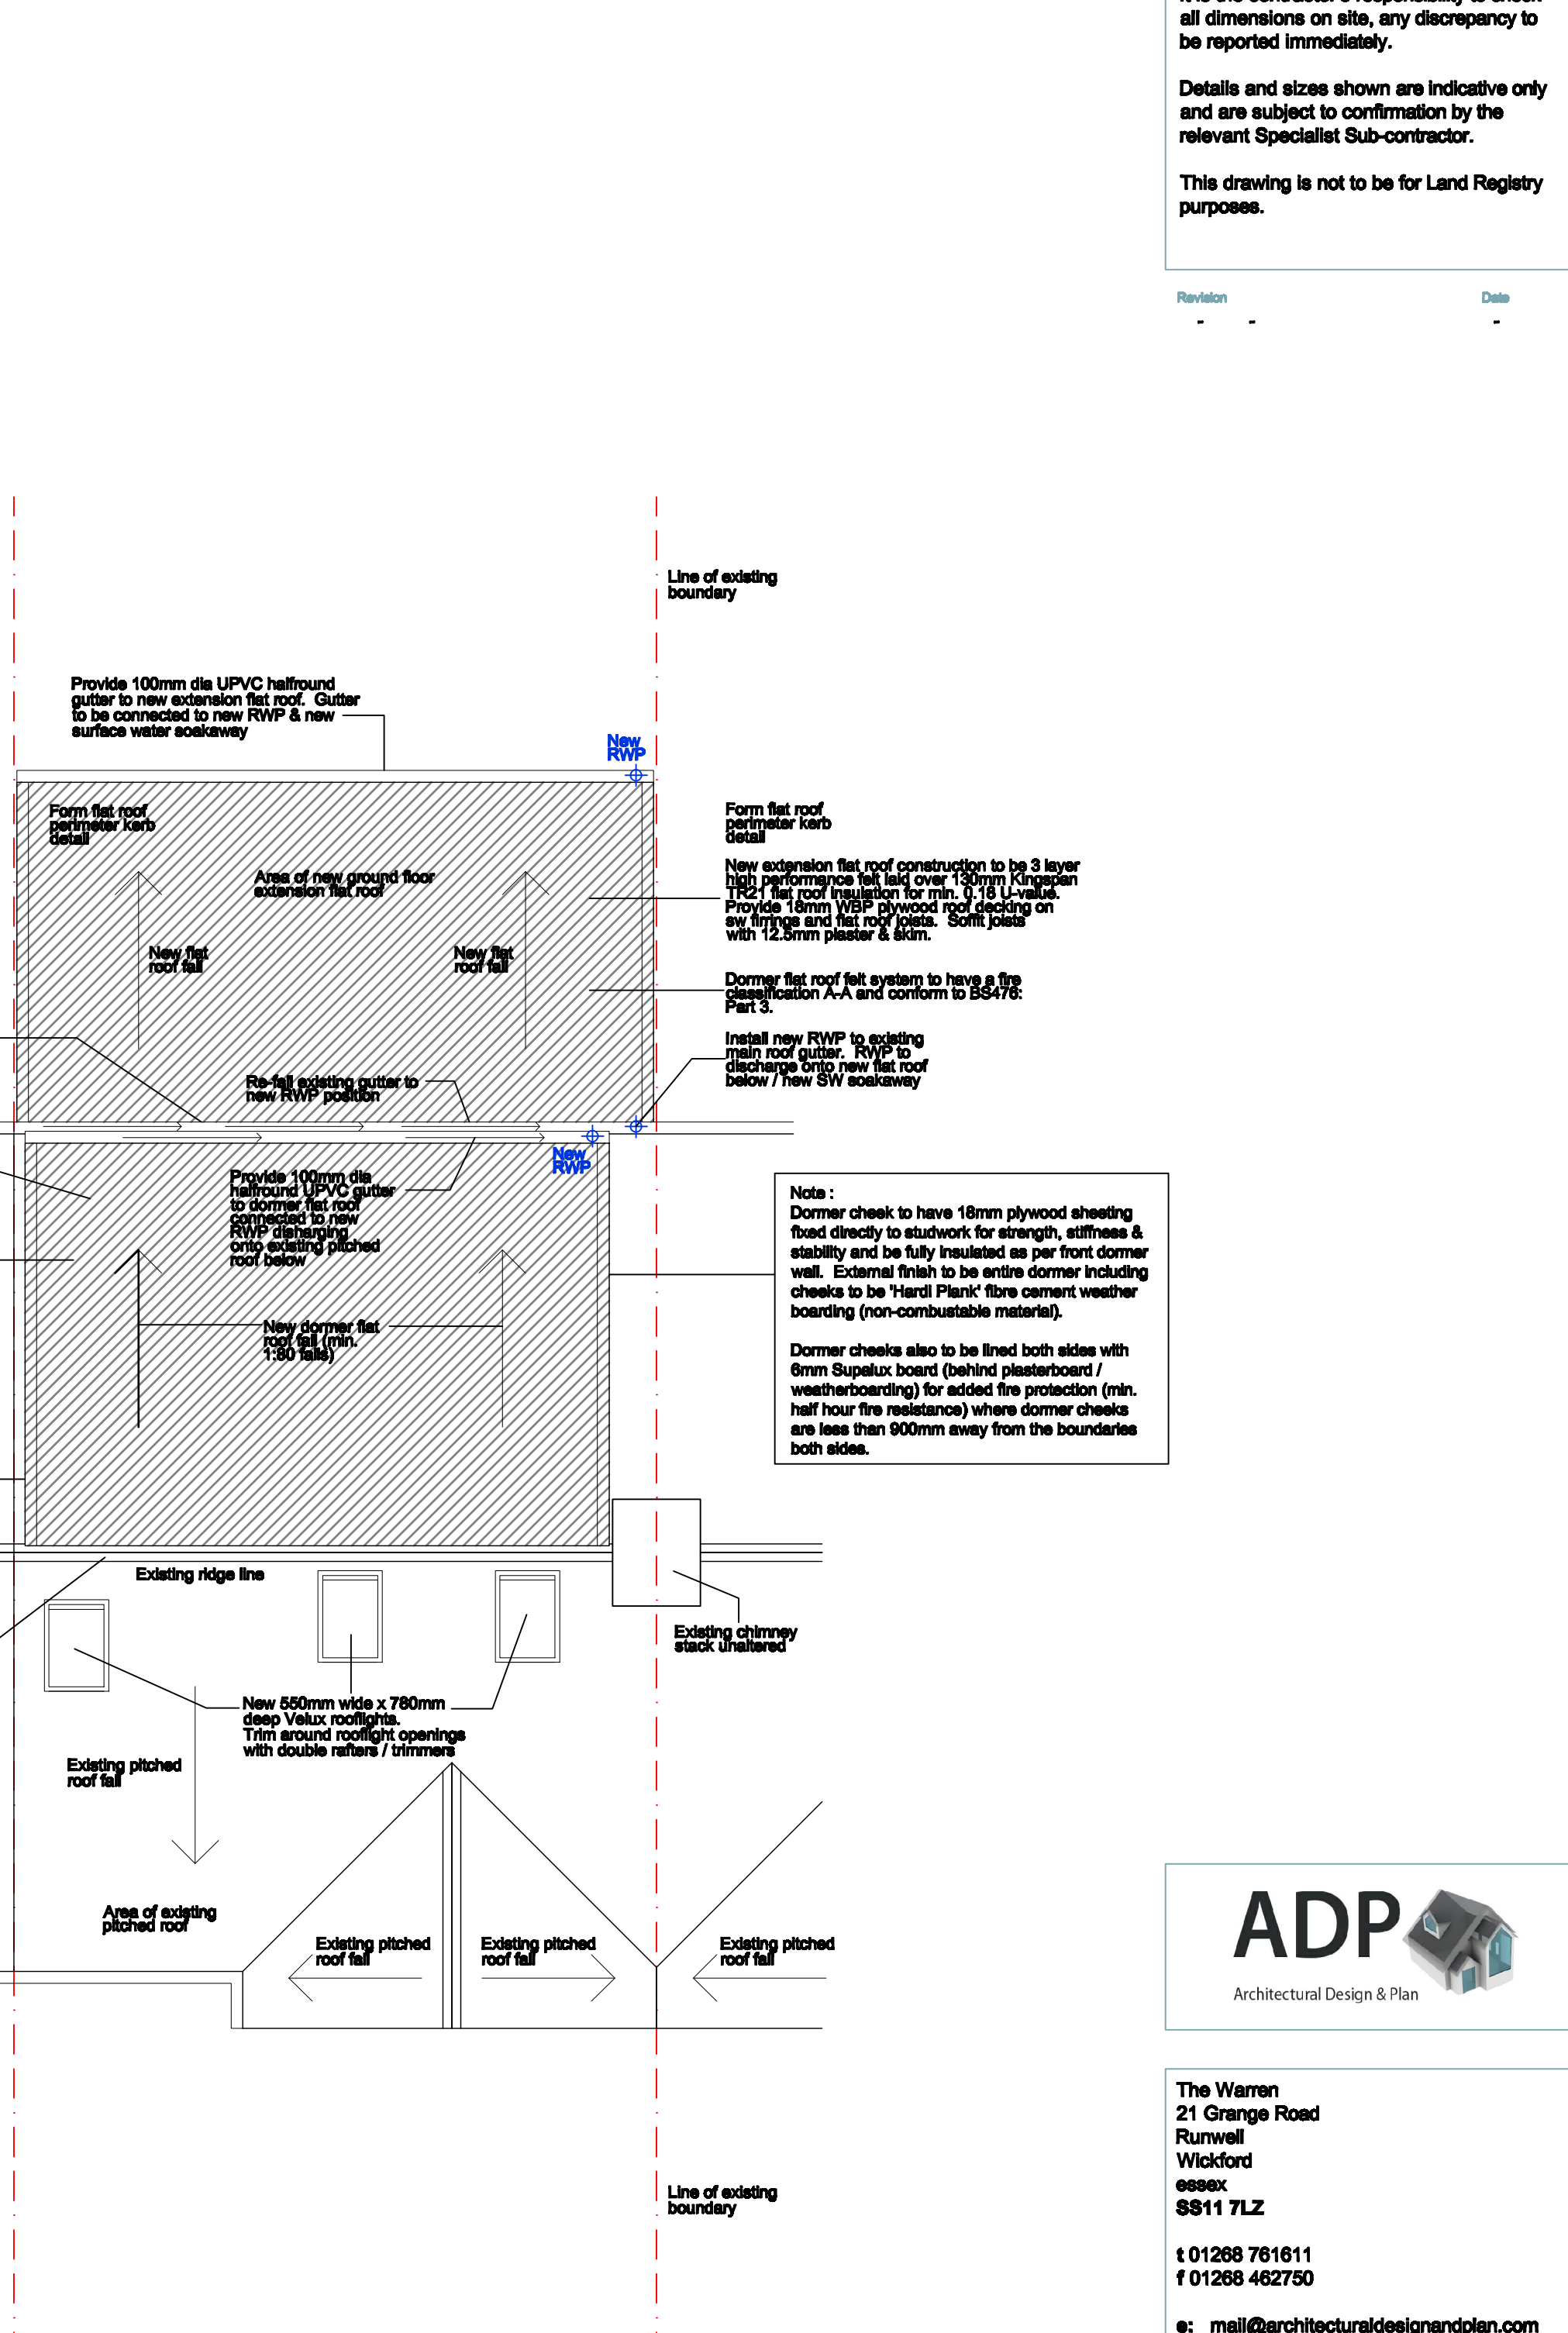 all dimensions on site, any discrepancy to
be reported immediately.
Details and sizes shown are indicative only
and are subject to confirmation by the
relevant Specialist Sub-contractor.
This drawing is not to be for Land Registry
purposes.
Revision Date
- - -
Line of existing
boundary
Provide 100mm dia UPVC halfround
gutter to new extension flat roof. Gutter
to be connected to new RWP & new
surface water soakaway
New
RWP
Form flat roof
perimeter kerb
detail
Area of new ground floor
extension flat roof
New flat
roof fall
New flat
roof fall
Form flat roof
perimeter kerb
detail
New extension flat roof construction to be 3 layer
high performance felt laid over 130mm Kingspan
TR21 flat roof insulation for min. 0.18 U-value.
Provide 18mm WBP plywood roof decking on
sw firrings and flat roof joists. Soffit joists
with 12.5mm plaster & skim.
Dormer flat roof felt system to have a fire
classification A-A and conform to BS476:
Part 3.
Install new RWP to existing
main roof gutter. RWP to
discharge onto new flat roof
below / new SW soakaway
Re-fall existing gutter to
new RWP position
New
RWP
Provide 100mm dia
halfround UPVC gutter
to dormer flat roof
connected to new
RWP disharging
onto existing pitched
roof below
New dormer flat
roof fall (min.
1:80 falls)
Note :
Dormer cheek to have 18mm plywood sheeting
fixed directly to studwork for strength, stiffness &
stability and be fully insulated as per front dormer
wall. External finish to be entire dormer including
cheeks to be 'Hardi Plank' fibre cement weather
boarding (non-combustable material).
Dormer cheeks also to be lined both sides with
6mm Supalux board (behind plasterboard /
weatherboarding) for added fire protection (min.
half hour fire resistance) where dormer cheeks
are less than 900mm away from the boundaries
both sides.
Existing ridge line
Existing chimney
stack unaltered
New 550mm wide x 780mm
deep Velux rooflights.
Trim around rooflight openings
with double rafters / trimmers
Existing pitched
roof fall
Area of existing
pitched roof
Existing pitched
roof fall
Existing pitched
roof fall
Existing pitched
roof fall
ADP
Architectural Design & Plan
The Warren
21 Grange Road
Runwell
Wickford
essex
SS11 7LZ
t 01268 761611
f 01268 462750
e: mail@architecturaldesignandplan.com
Line of existing
boundary